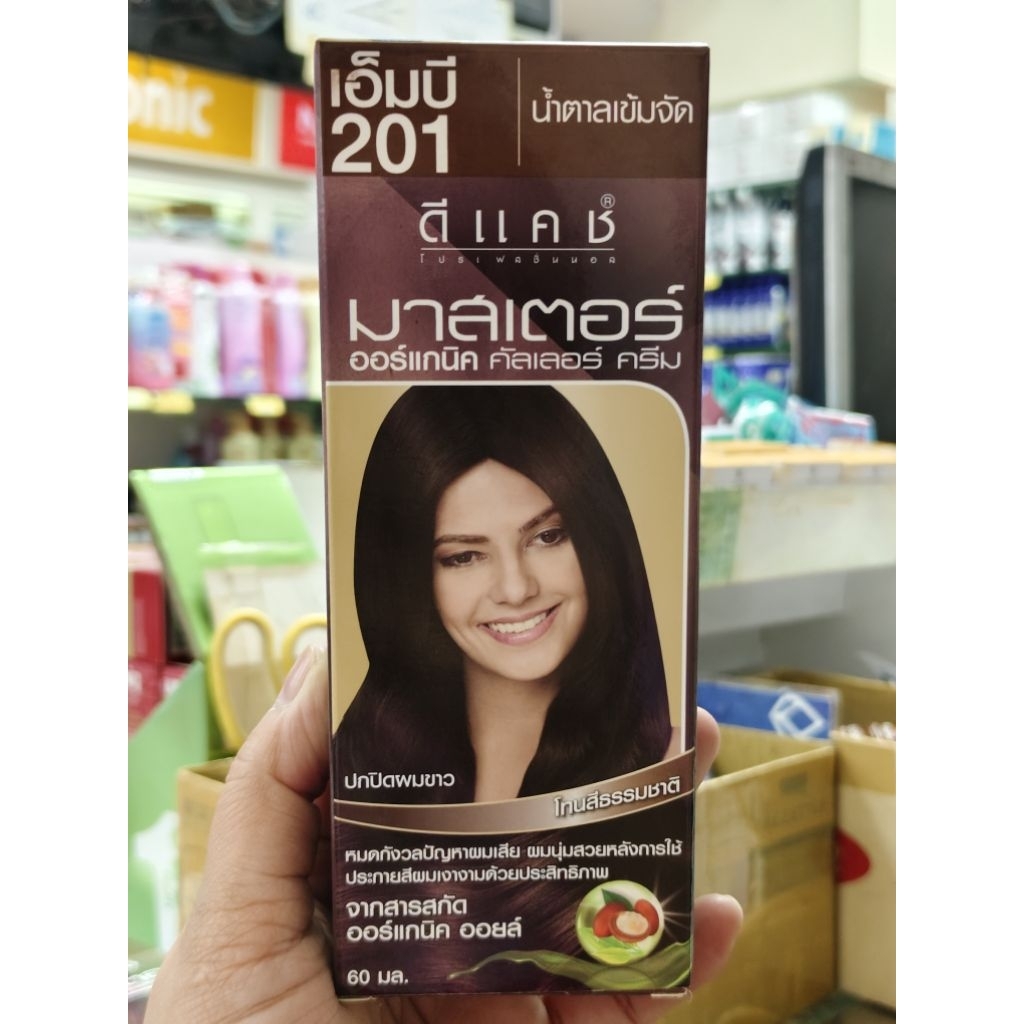 เอ็มบี
201
น้ำตาลเข้มจัด
ดีแคช®
โปรเฟสชันนอล
มาสเตอร์
ออร์แกนิค คัลเลอร์ ครีม
ปกปิดผมขาว
โทนสีธรรมชาติ
หมดกังวลปัญหาผมเสีย ผมนุ่มสวยหลังการใช้
ประกายสีผมเงางามด้วยประสิทธิภาพ
จากสารสกัด
ออร์แกนิค ออยล์
60 มล.